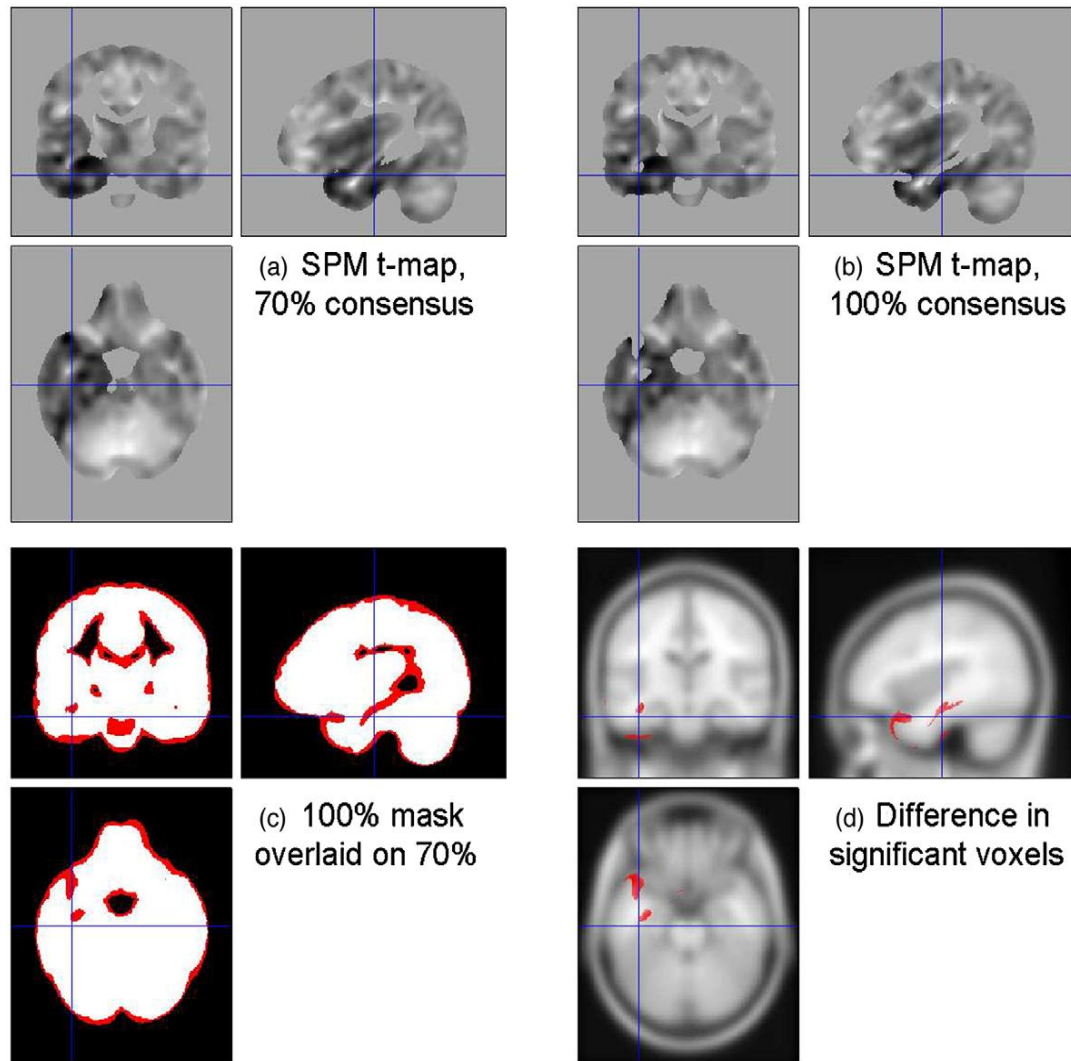 (a) SPM t-map,
70% consensus
(b) SPM t-map,
100% consensus
(c) 100% mask
overlaid on 70%
(d) Difference in
significant voxels